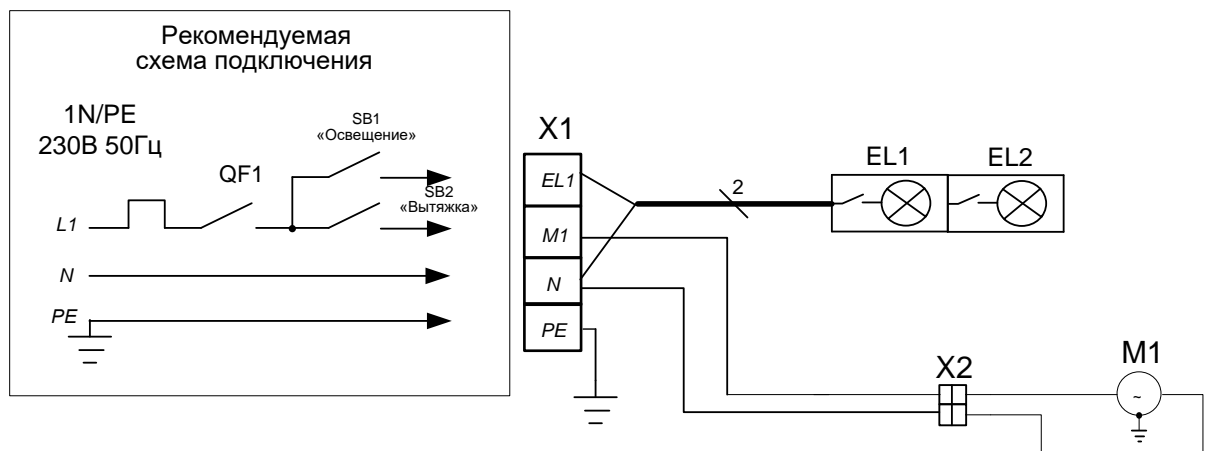 Рекомендуемая
схема подключения
1N/PE
230В 50Гц
SB1
«Освещение»
QF1
SB2
«Вытяжка»
L1
N
PE
X1
EL1
M1
N
PE
2
EL1
EL2
X2
M1
~